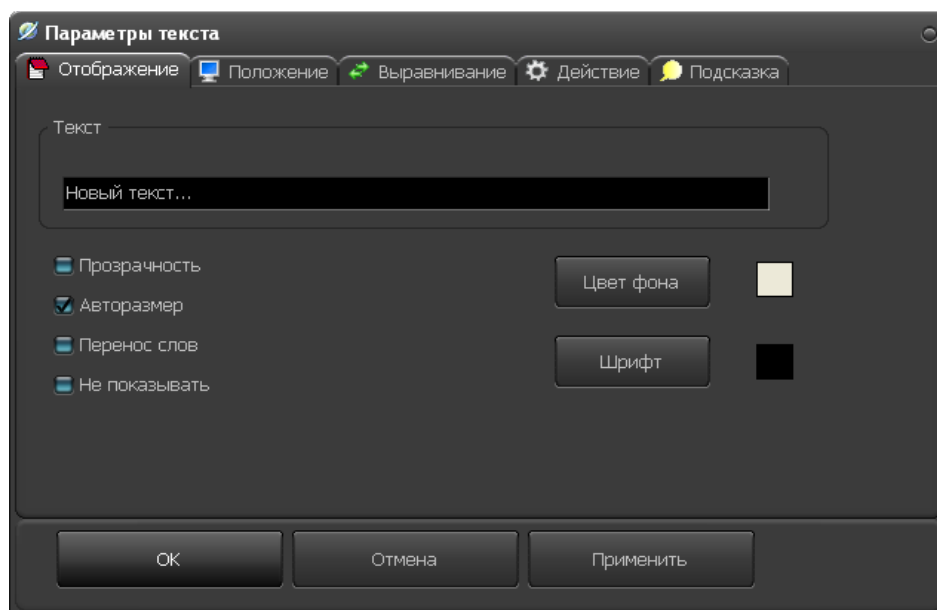 Параметры текста
Отображение Положение Выравнивание Действие Подсказка
Текст
Новый текст...
Прозрачность
Цвет фона
Авторазмер
Перенос слов
Шрифт
Не показывать
OK Отмена Применить